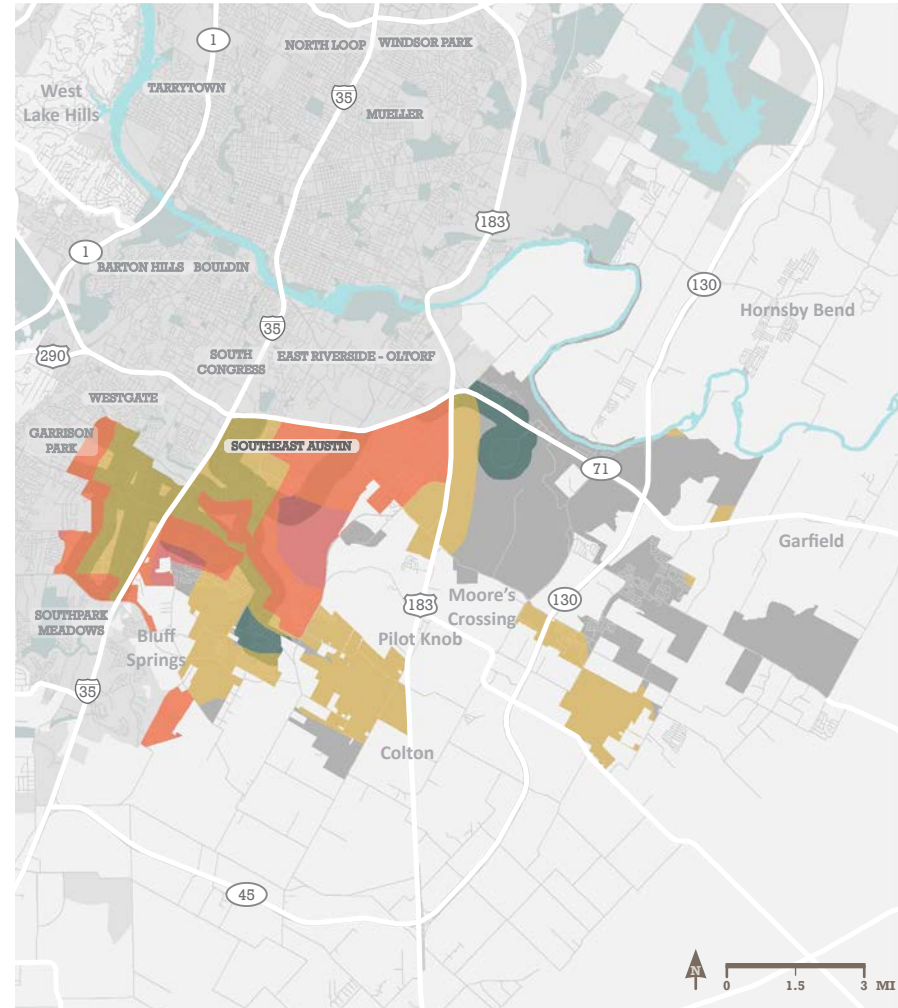 1
NORTH LOOP
WINDSOR PARK
West
Lake Hills
TARRYTOWN
35
MUELLER
183
1
BARTON HILLS
BOULDIN
130
Hornsby Bend
35
290
SOUTH
CONGRESS
EAST RIVERSIDE - OLTORF
WESTGATE
GARRISON
PARK
SOUTHEAST AUSTIN
71
Garfield
183
Moore's
Crossing
130
SOUTHPARK
MEADOWS
Bluff
Springs
Pilot Knob
35
Colton
45
N
0
1.5
3 MI